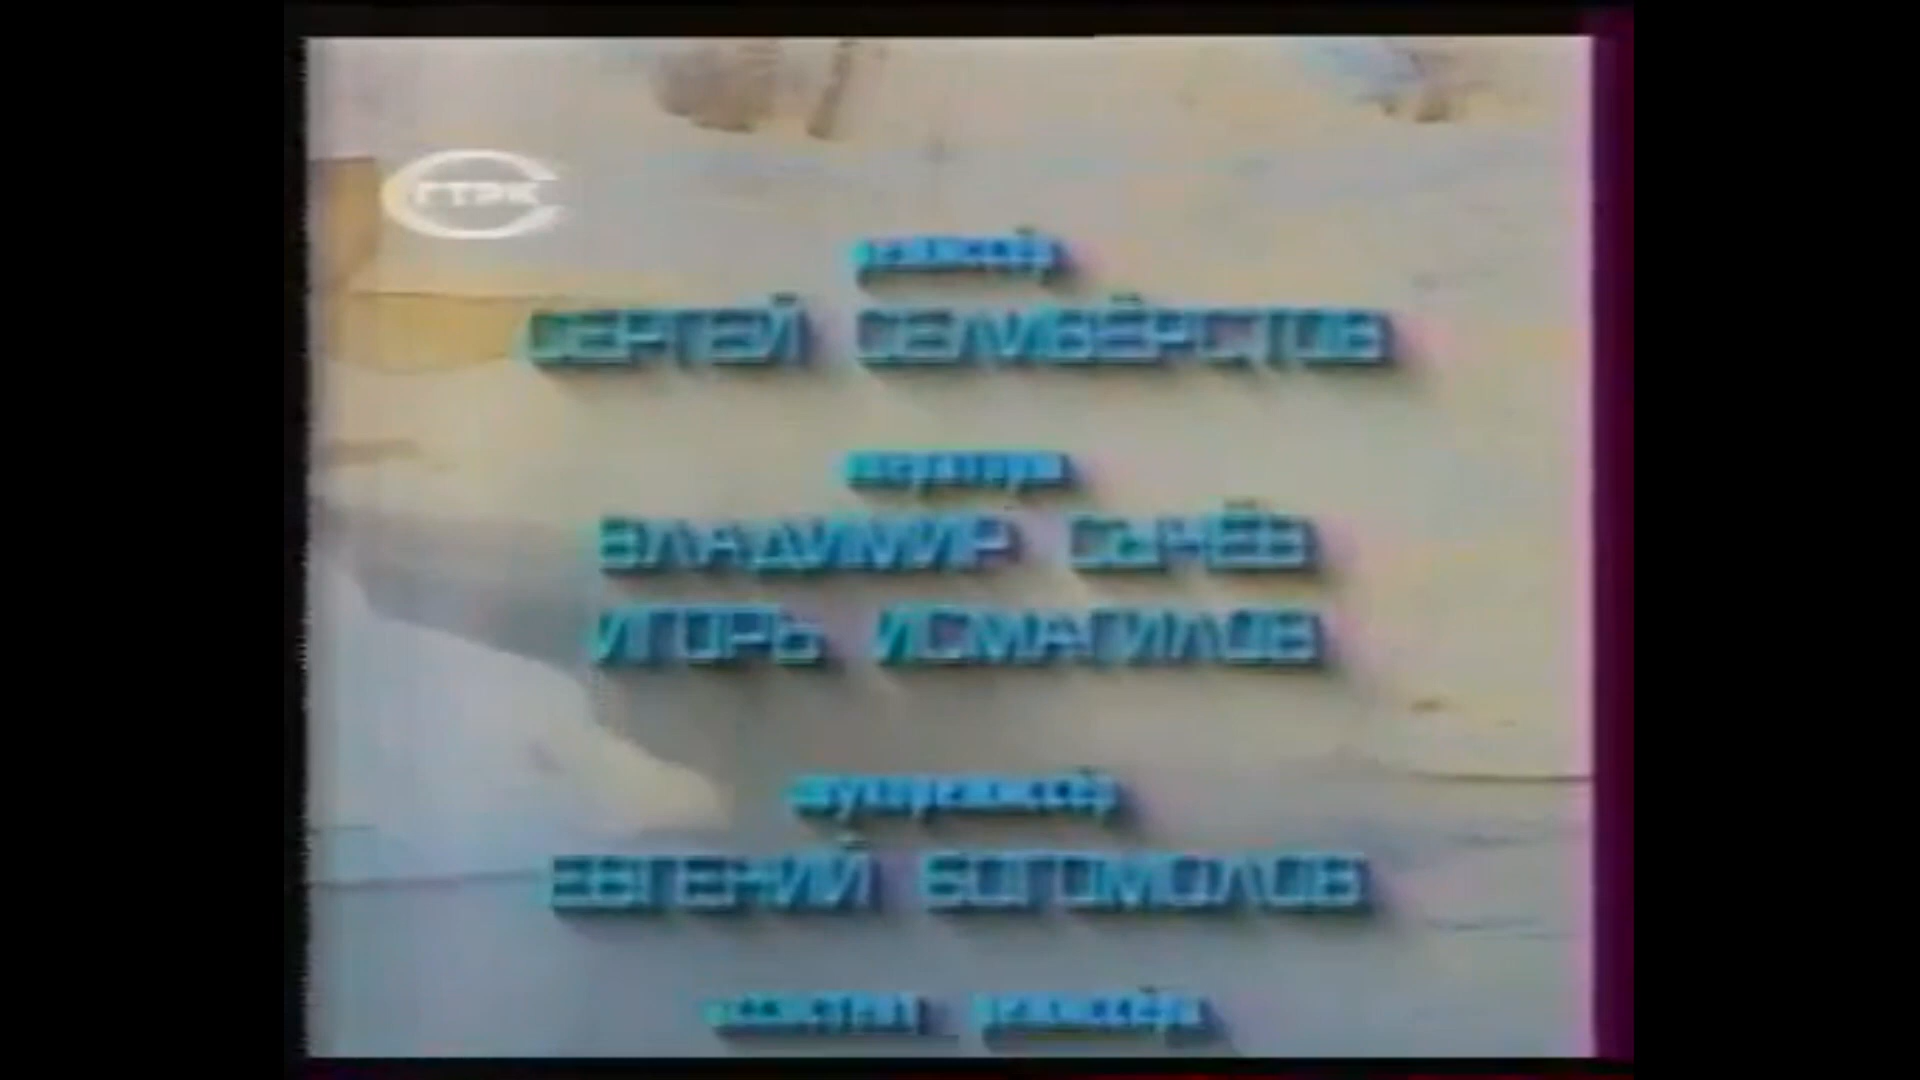 ГТРК
режиссёр
СЕРГЕЙ СЕЛИВЁРСТОВ
операторы
ВЛАДИМИР СЫЧЁВ
ИГОРЬ ИСМАГИЛОВ
звукорежиссёр
ЕВГЕНИЙ БОГОМОЛОВ
ассистент режиссёра